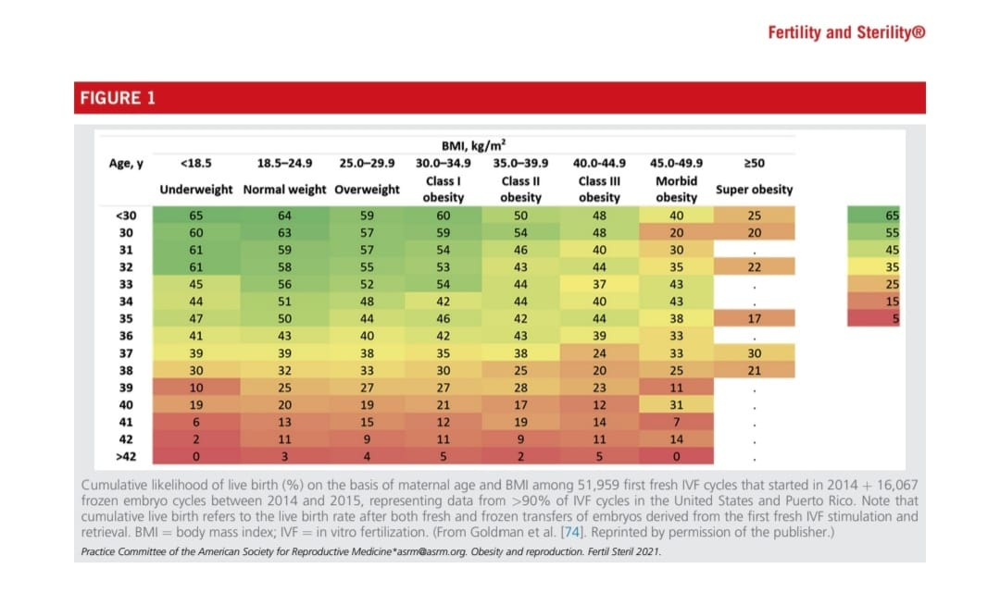 Fertility and Sterility®
FIGURE 1
BMI, kg/m²
Age, y <18.5 18.5–24.9 25.0–29.9 30.0–34.9 35.0–39.9 40.0-44.9 45.0-49.9 ≥50
Underweight Normal weight Overweight Class I obesity Class II obesity Class III obesity Morbid obesity Super obesity
<30 65 64 59 60 50 48 40 25 65
30 60 63 57 59 54 48 20 20 55
31 61 59 57 54 46 40 30 . 45
32 61 58 55 53 43 44 35 22 35
33 45 56 52 54 44 37 43 . 25
34 44 51 48 42 44 40 43 . 15
35 47 50 44 46 42 44 38 17 5
36 41 43 40 42 43 39 33 .
37 39 39 38 35 38 24 33 30
38 30 32 33 30 25 20 25 21
39 10 25 27 27 28 23 11 .
40 19 20 19 21 17 12 31 .
41 6 13 15 12 19 14 7 .
42 2 11 9 11 9 11 14 .
>42 0 3 4 5 2 5 0 .
Cumulative likelihood of live birth (%) on the basis of maternal age and BMI among 51,959 first fresh IVF cycles that started in 2014 + 16,067
frozen embryo cycles between 2014 and 2015, representing data from >90% of IVF cycles in the United States and Puerto Rico. Note that
cumulative live birth refers to the live birth rate after both fresh and frozen transfers of embryos derived from the first fresh IVF stimulation and
retrieval. BMI = body mass index; IVF = in vitro fertilization. (From Goldman et al. [74]. Reprinted by permission of the publisher.)
Practice Committee of the American Society for Reproductive Medicine*asrm@asrm.org. Obesity and reproduction. Fertil Steril 2021.